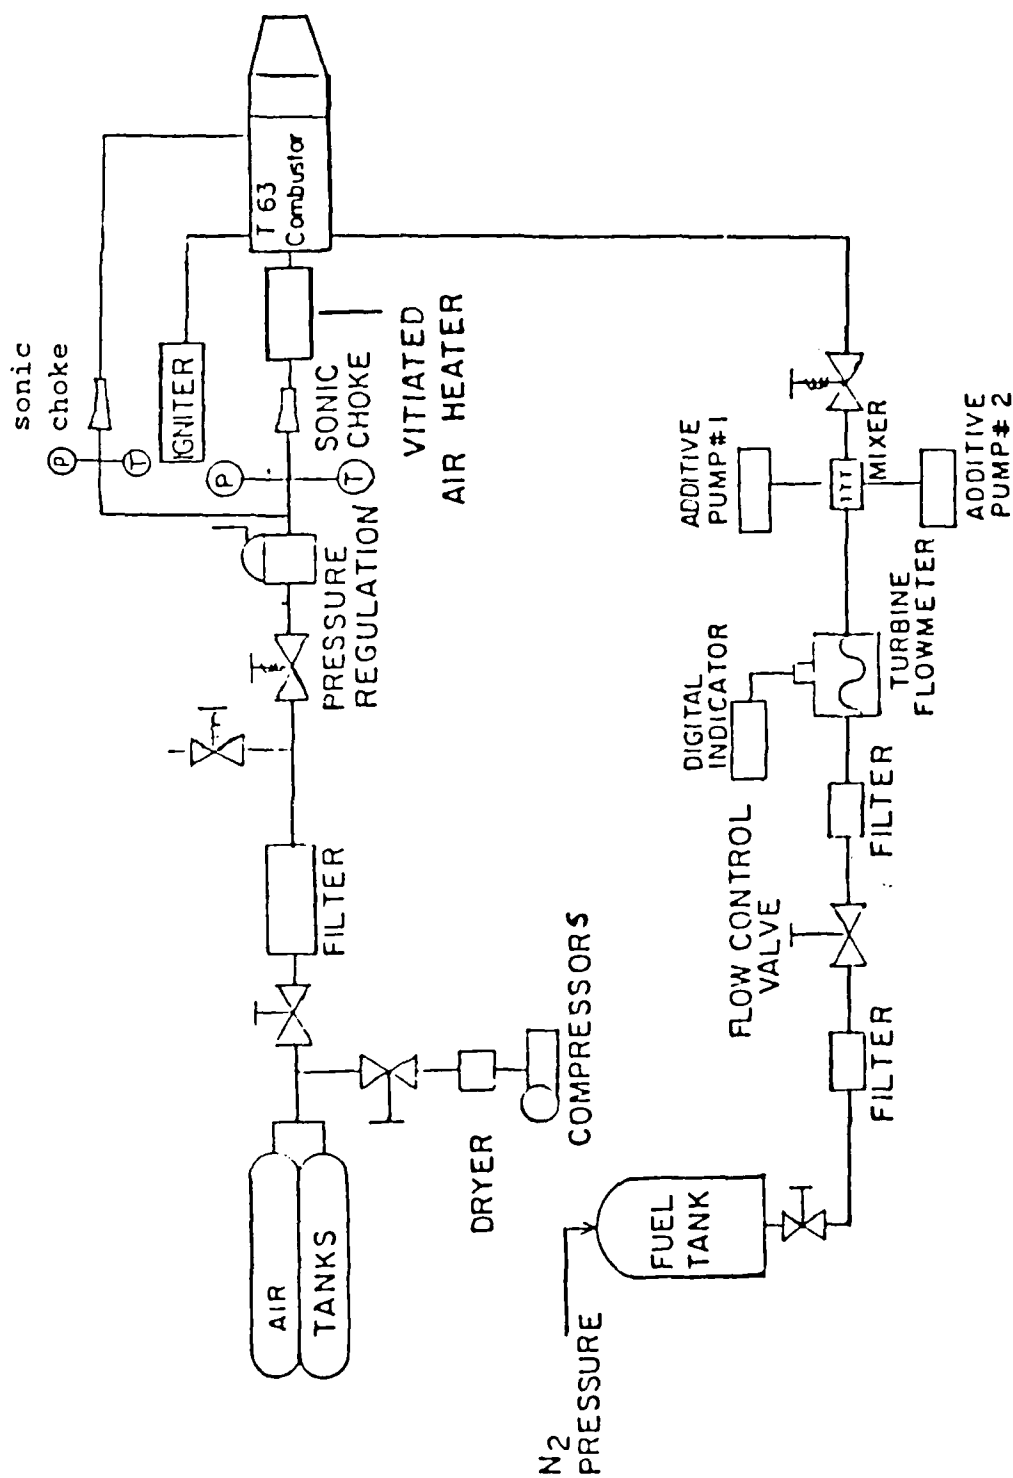 sonic
choke
P
T
IGNITER
T 63
Combustor
P
T
SONIC
CHOKE
VITIATED
AIR HEATER
PRESSURE
REGULATION
FILTER
AIR
TANKS
DRYER
COMPRESSORS
N2
PRESSURE
FUEL
TANK
FILTER
FLOW CONTROL
VALVE
FILTER
DIGITAL
INDICATOR
TURBINE
FLOWMETER
ADDITIVE
PUMP#1
MIXER
ADDITIVE
PUMP#2